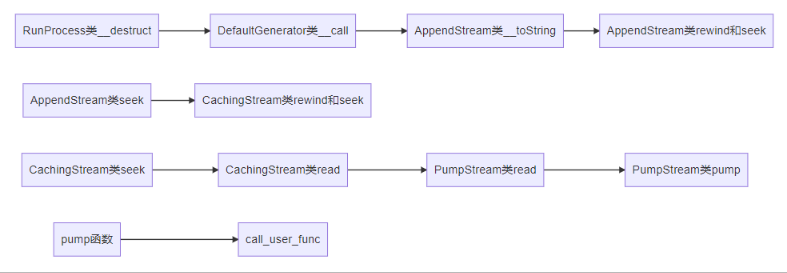 RunProcess类__destruct
DefaultGenerator类__call
AppendStream类__toString
AppendStream类rewind和seek
AppendStream类seek
CachingStream类rewind和seek
CachingStream类seek
CachingStream类read
PumpStream类read
PumpStream类pump
pump函数
call_user_func